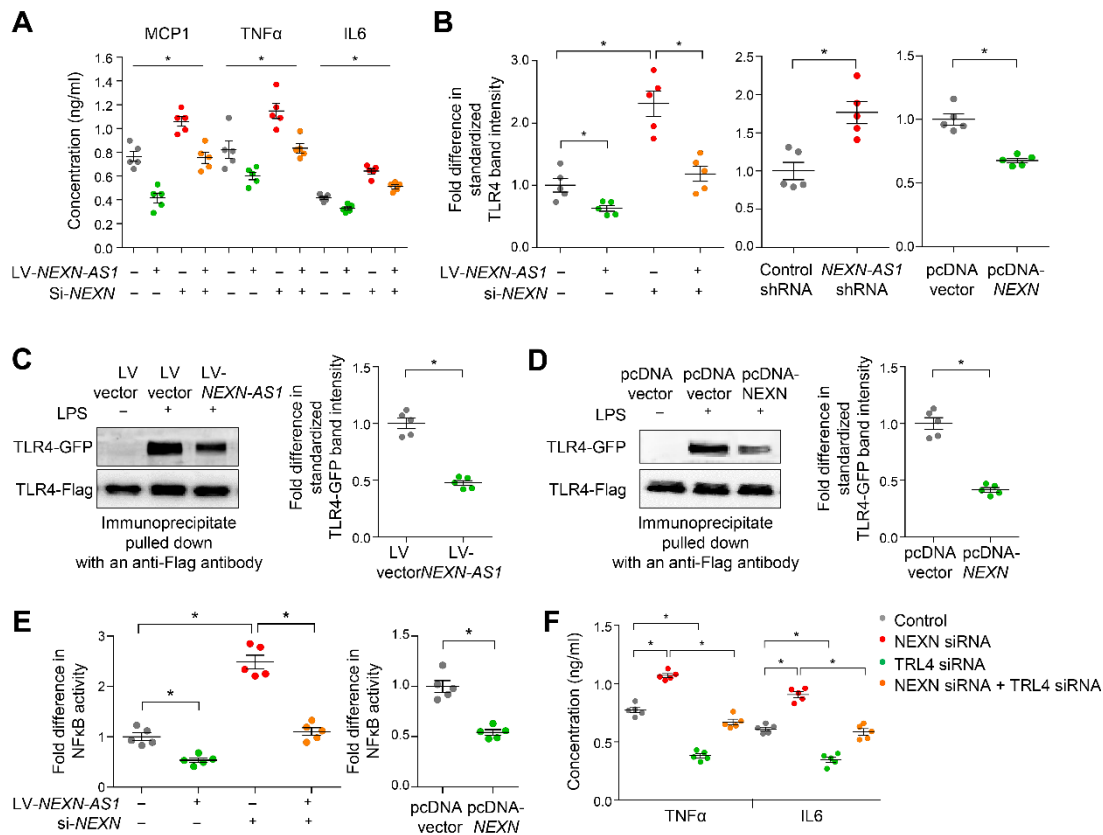 A
MCP1 TNFα IL6
* * *
Concentration (ng/ml)
1.6
1.4
1.2
1.0
0.8
0.6
0.4
0.2
0.0
LV-NEXN-AS1 – + – + – + – + – + – +
Si-NEXN – – + + – – + + – – + +
B
Fold difference in
standardized
TLR4 band intensity
* * * *
3.0
2.0
1.0
0.0
LV-NEXN-AS1 – + – +
si-NEXN – – + +
*
2.5
2.0
1.5
1.0
0.5
0.0
Control NEXN-AS1
shRNA shRNA
*
1.5
1.0
0.5
0.0
pcDNA pcDNA-
vector NEXN
C
LV LV LV-
vector vector NEXN-AS1
LPS – + +
TLR4-GFP
TLR4-Flag
Immunoprecipitate
pulled down
with an anti-Flag antibody
Fold difference in
standardized
TLR4-GFP band intensity
*
1.5
1.0
0.5
0.0
LV LV-
vector NEXN-AS1
D
pcDNA pcDNA pcDNA-
vector vector NEXN
LPS – + +
TLR4-GFP
TLR4-Flag
Immunoprecipitate
pulled down
with an anti-Flag antibody
Fold difference in
standardized
TLR4-GFP band intensity
*
1.5
1.0
0.5
0.0
pcDNA pcDNA-
vector NEXN
E
Fold difference in
NFκB activity
* * *
3
2
1
0
LV-NEXN-AS1 – + – +
si-NEXN – – + +
Fold difference in
NFκB activity
*
1.5
1.0
0.5
0.0
pcDNA pcDNA-
vector NEXN
F
Concentration (ng/ml)
* * * * * *
1.5
1.0
0.5
0.0
TNFα IL6
Control
NEXN siRNA
TRL4 siRNA
NEXN siRNA + TRL4 siRNA